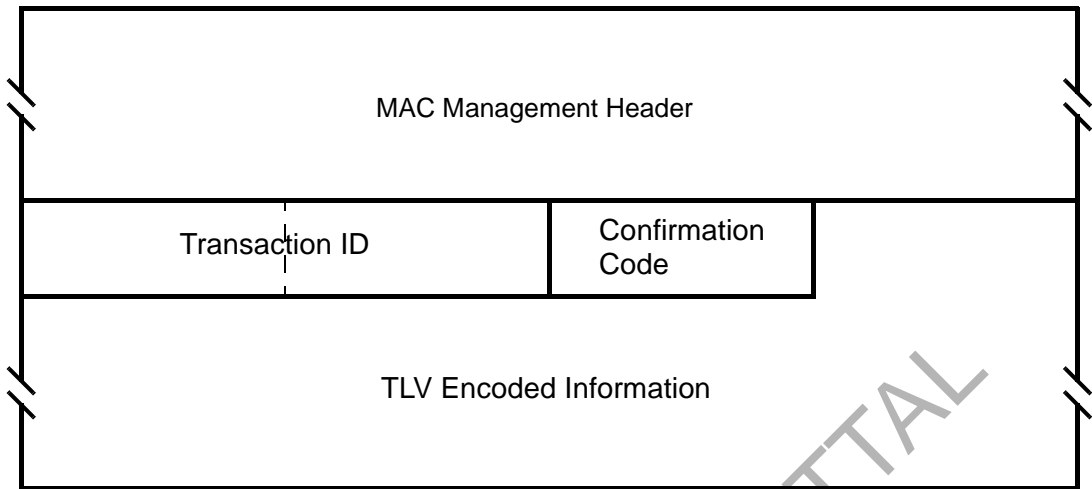 MAC Management Header
Transaction ID
Confirmation
Code
TLV Encoded Information